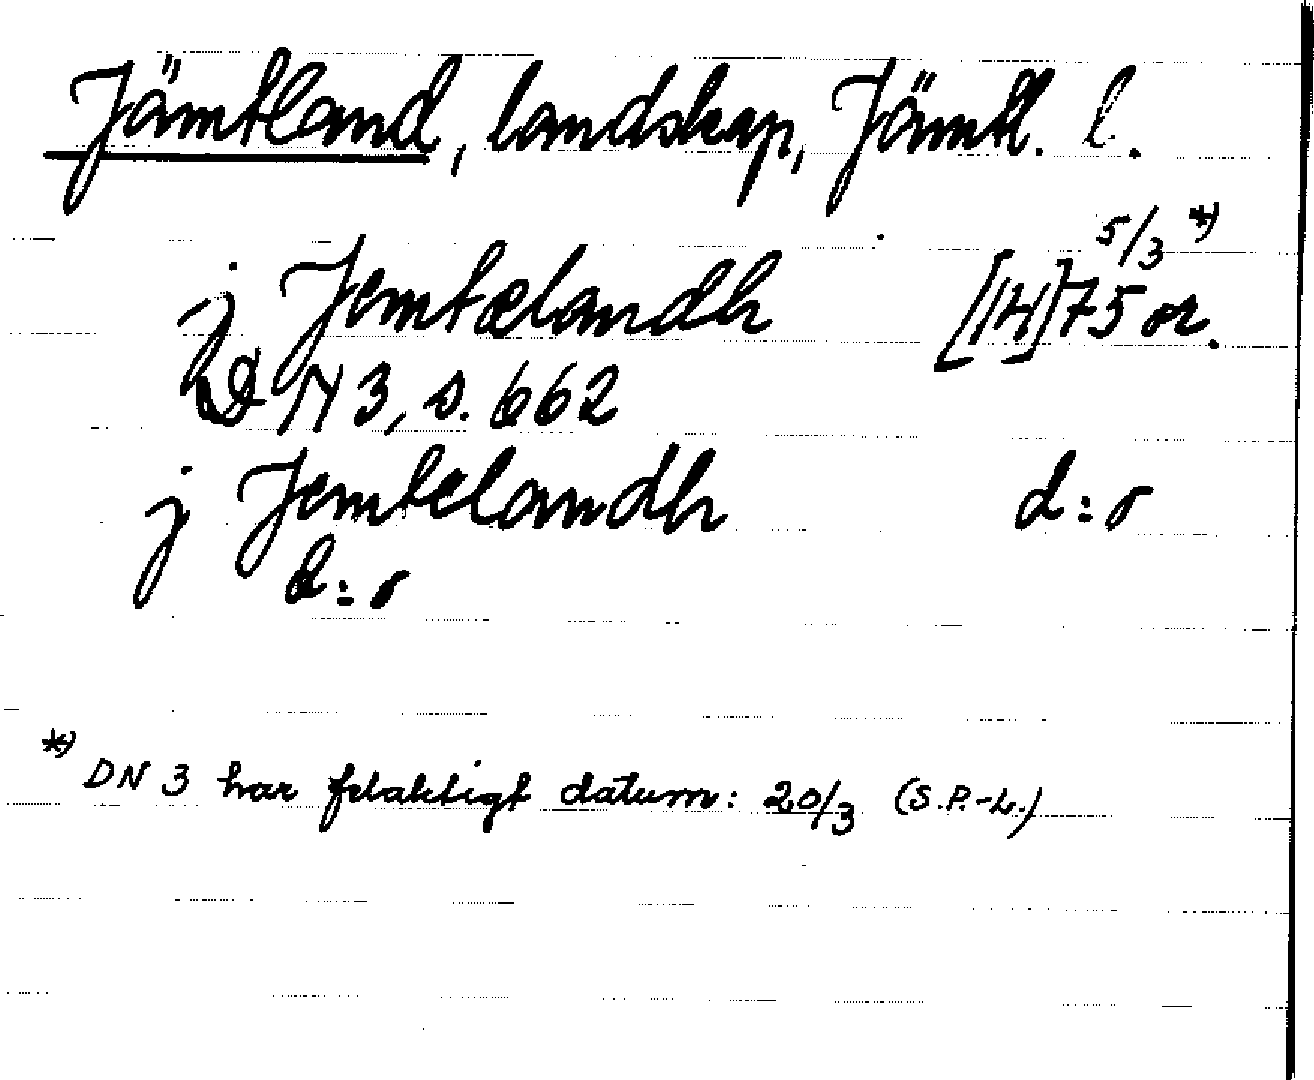 Jämtland, landskap, Jämtl. l.
j Jemtælandh [14]75 5/3 *) or.
DN 3, s. 662
j Jemtelandh d:o
d:o
*) DN 3 har felaktigt datum: 20/3 (S.P.-L.)